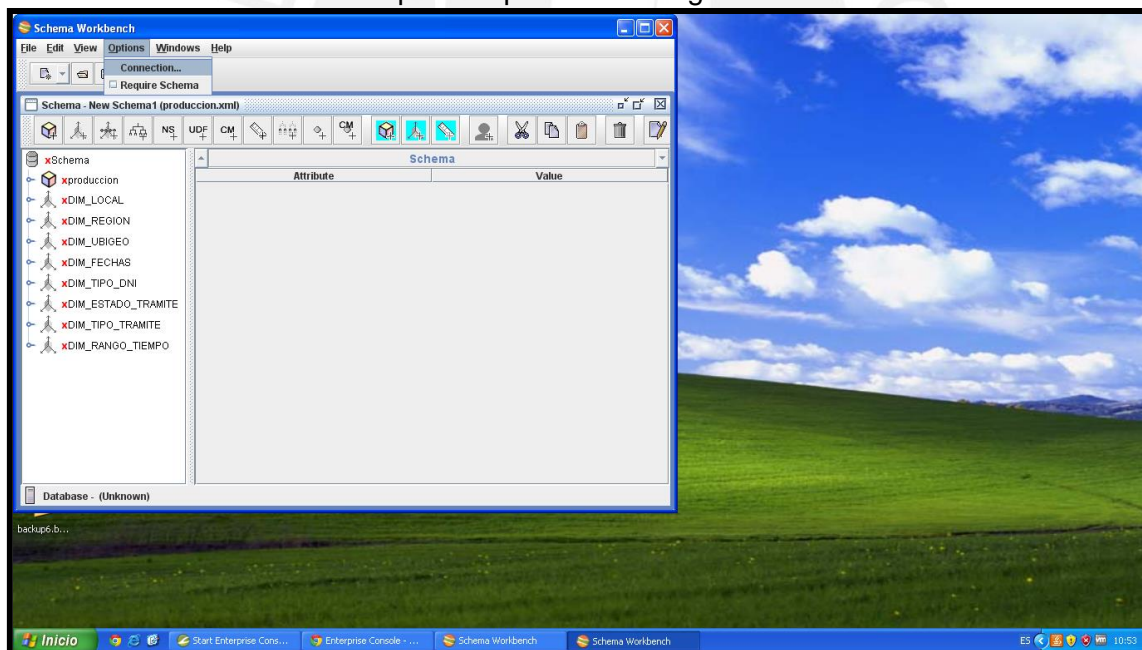 Schema Workbench
File Edit View Options Windows Help
Connection...
Require Schema
Schema - New Schema1 (produccion.xml)
NS UDF CM CM
xSchema
Schema
Attribute Value
xproduccion
xDIM_LOCAL
xDIM_REGION
xDIM_UBIGEO
xDIM_FECHAS
xDIM_TIPO_DNI
xDIM_ESTADO_TRAMITE
xDIM_TIPO_TRAMITE
xDIM_RANGO_TIEMPO
Database - (Unknown)
backup6.b...
Inicio Start Enterprise Cons... Enterprise Console - ... Schema Workbench Schema Workbench ES 10:53